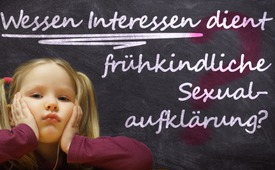 Wessen Interessen dient
frühkindliche
Sexual-
aufklärung?